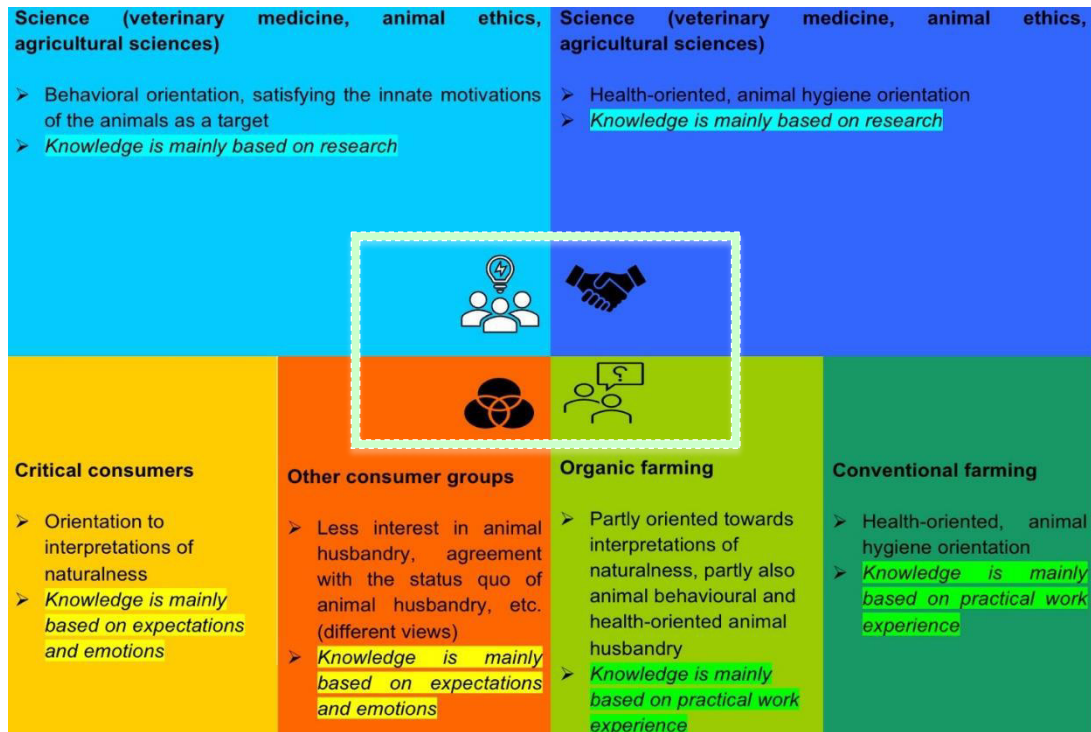 Science (veterinary medicine, animal ethics,
agricultural sciences)
➢ Behavioral orientation, satisfying the innate motivations
of the animals as a target
➢ Knowledge is mainly based on research
Science (veterinary medicine, animal ethics,
agricultural sciences)
➢ Health-oriented, animal hygiene orientation
➢ Knowledge is mainly based on research
?
Critical consumers
➢ Orientation to
interpretations of
naturalness
➢ Knowledge is mainly
based on expectations
and emotions
Other consumer groups
➢ Less interest in animal
husbandry, agreement
with the status quo of
animal husbandry, etc.
(different views)
➢ Knowledge is mainly
based on expectations
and emotions
Organic farming
➢ Partly oriented towards
interpretations of
naturalness, partly also
animal behavioural and
health-oriented animal
husbandry
➢ Knowledge is mainly
based on practical work
experience
Conventional farming
➢ Health-oriented, animal
hygiene orientation
➢ Knowledge is mainly
based on practical work
experience